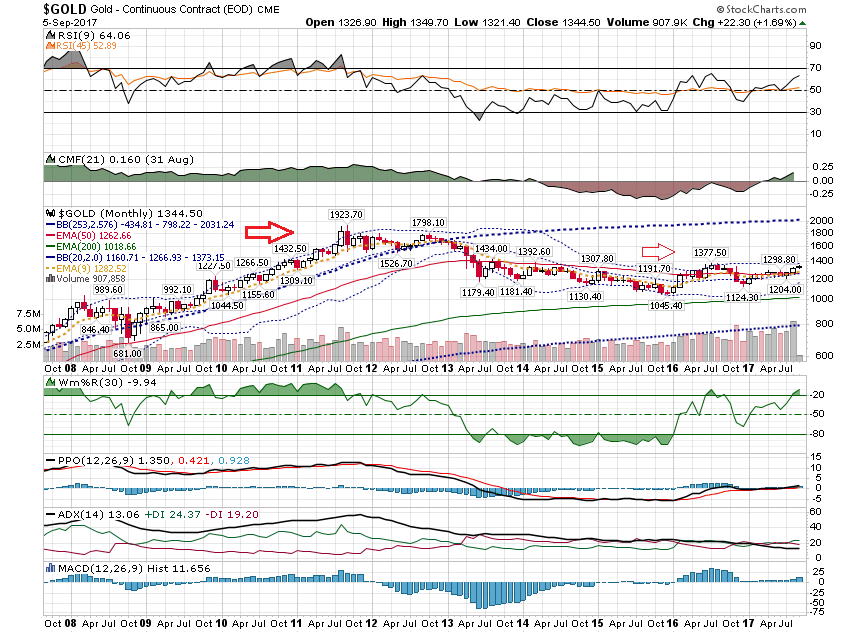 $GOLD Gold - Continuous Contract (EOD) CME © StockCharts.com
5-Sep-2017 Open 1326.90 High 1349.70 Low 1321.40 Close 1344.50 Volume 907.9K Chg +22.30 (+1.69%)
RSI(9) 64.06
RSI(45) 52.89
90
70
50
30
10
CMF(21) 0.160 (31 Aug)
0.25
0.00
-0.25
$GOLD (Monthly) 1344.50
BB(253,2.576) -434.81 - 798.22 - 2031.24
EMA(50) 1262.66
EMA(200) 1018.66
BB(20,2.0) 1160.71 - 1266.93 - 1373.15
EMA(9) 1282.52
Volume 907,858
1923.70
1798.10
1432.50
1266.50
1227.50
989.60
992.10
846.40
865.00
681.00
1044.50
1155.60
1309.10
1526.70
1434.00
1392.60
1307.80
1191.70
1377.50
1298.80
1179.40
1181.40
1130.40
1045.40
1124.30
1204.00
2000
1800
1600
1400
1200
1000
800
600
7.5M
5.0M
2.5M
Oct 08 Apr Jul Oct 09 Apr Jul Oct 10 Apr Jul Oct 11 Apr Jul Oct 12 Apr Jul Oct 13 Apr Jul Oct 14 Apr Jul Oct 15 Apr Jul Oct 16 Apr Jul Oct 17 Apr Jul
Wm%R(30) -9.94
-20
-50
-80
PPO(12,26,9) 1.350, 0.421, 0.928
15
10
5
0
-5
ADX(14) 13.06 +DI 24.37 -DI 19.20
60
40
20
0
MACD(12,26,9) Hist 11.656
25
0
-25
-50
-75
Oct 08 Apr Jul Oct 09 Apr Jul Oct 10 Apr Jul Oct 11 Apr Jul Oct 12 Apr Jul Oct 13 Apr Jul Oct 14 Apr Jul Oct 15 Apr Jul Oct 16 Apr Jul Oct 17 Apr Jul